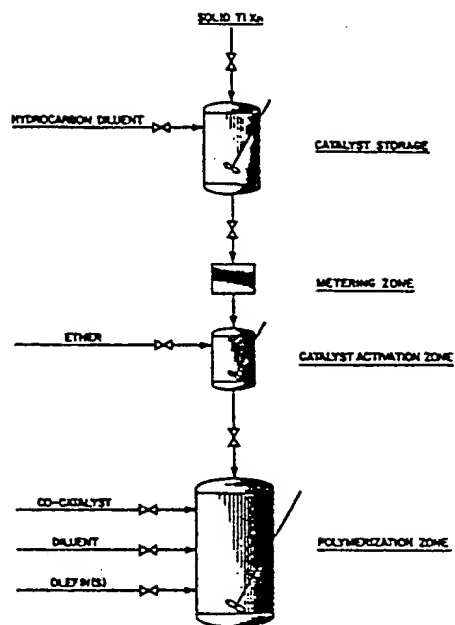 SOLID TiXn
HYDROCARBON DILUENT
CATALYST STORAGE
METERING ZONE
ETHER
CATALYST ACTIVATION ZONE
CO-CATALYST
DILUENT
POLYMERIZATION ZONE
OLEFIN(S)